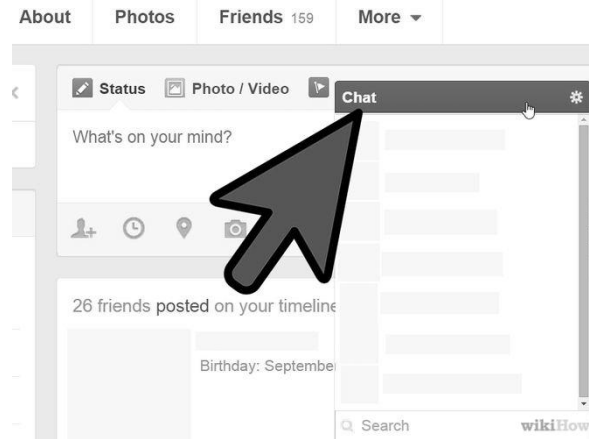 About Photos Friends 159 More
Status Photo / Video
Chat
What's on your mind?
26 friends posted on your timeline
Birthday: Septembe
Search
wikiHow